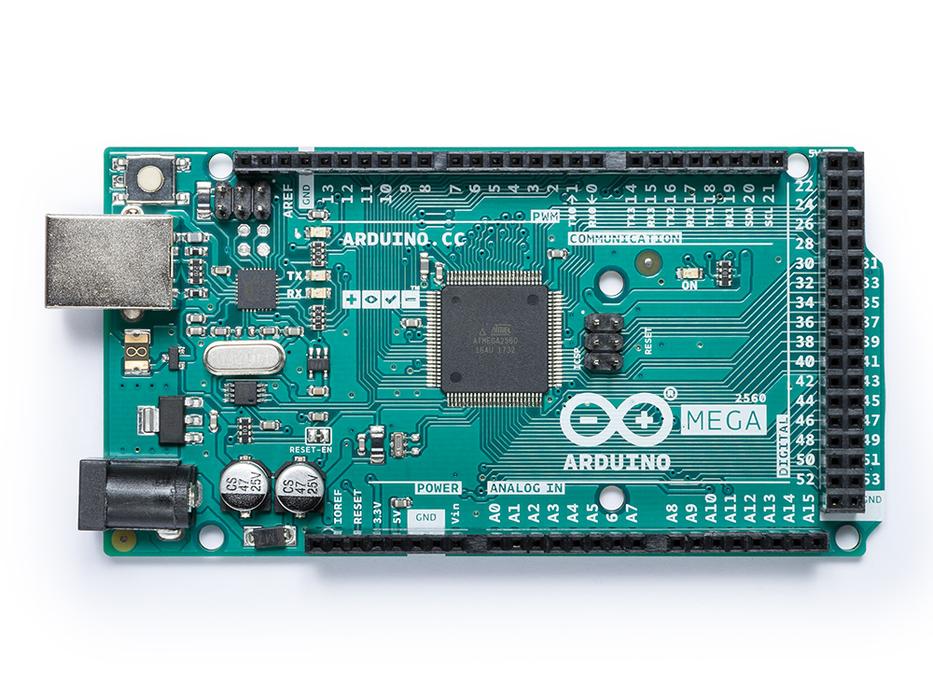 5V
AREF
GND
13
12
11
10
9
8
7
6
5
4
3
2
TX0→1
RX0←0
TX3 14
RX3 15
TX2 16
RX2 17
TX1 18
RX1 19
SDA 20
SCL 21
PWM
COMMUNICATION
L
ARDUINO.CC
TX
RX
TM
ON
ATMEL
ATMEGA2560
16AU 1732
ICSP
RESET
22
24
26
28
30 31
32 33
34 35
36 37
38 39
40 41
42 43
44 45
46 47
48 49
50 51
52 53
GND
DIGITAL
2560
®
MEGA
ARDUINO
RESET-EN
CS
47
25V
CS
47
25V
POWER
ANALOG IN
IOREF
RESET
3.3V
5V
GND
Vin
A0
A1
A2
A3
A4
A5
6
A7
A8
A9
A10
A11
A12
A13
A14
A15